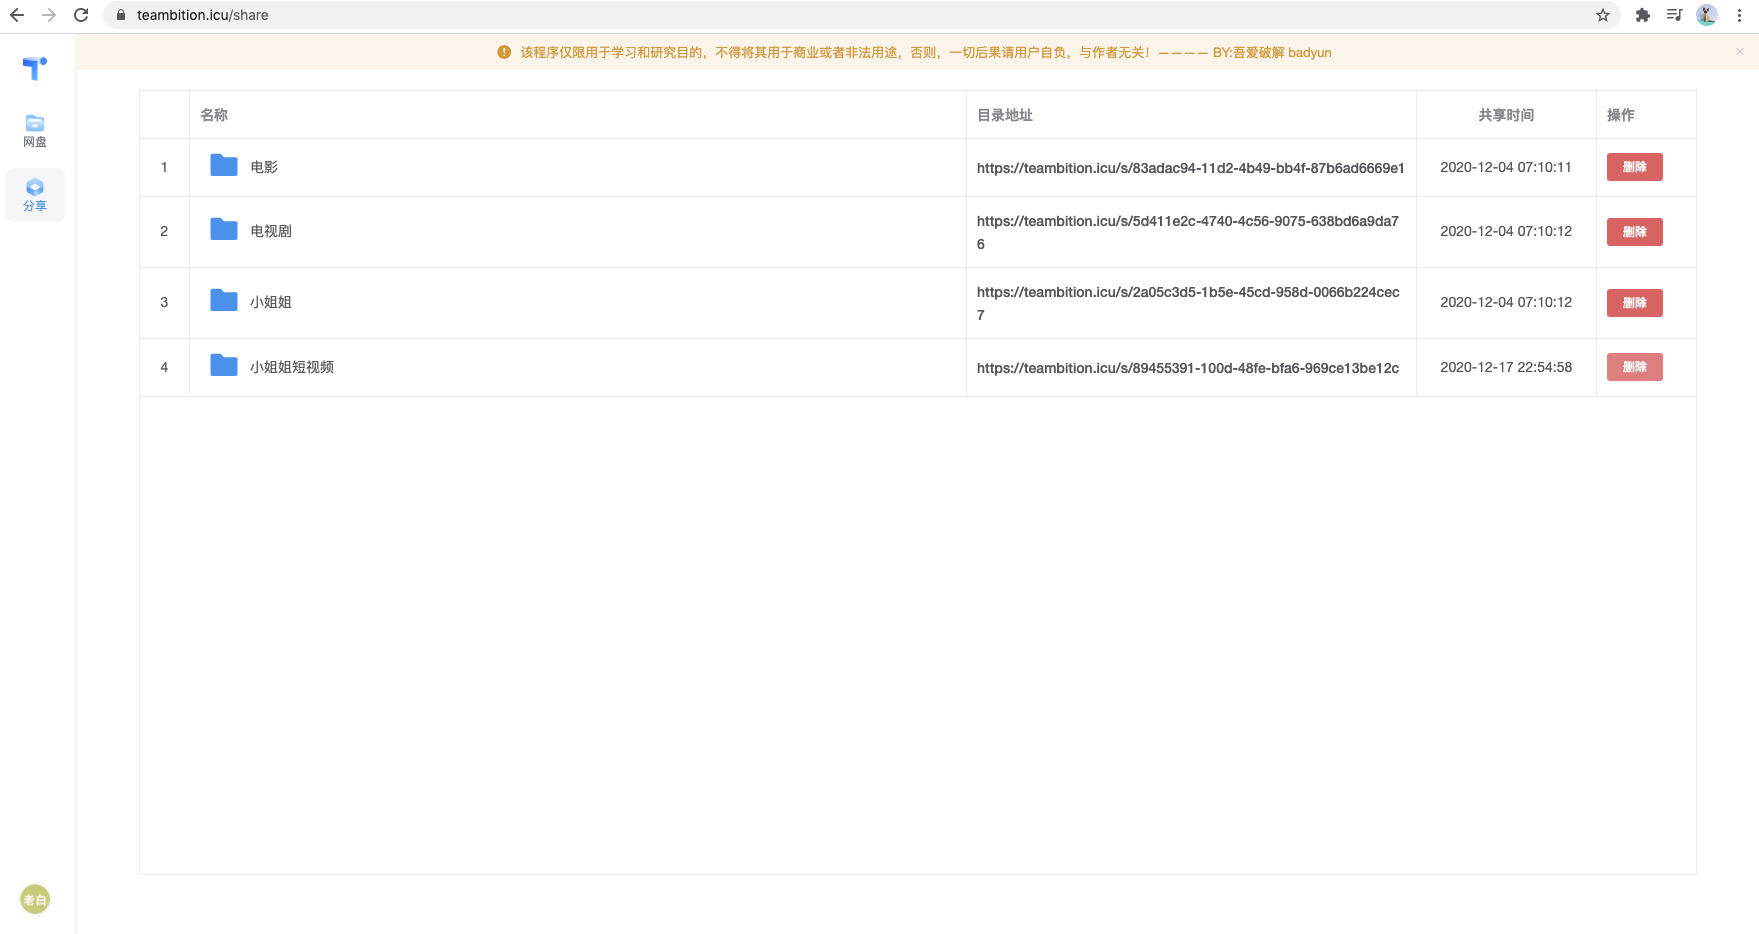 teambition.icu/share
该程序仅限用于学习和研究目的，不得将其用于商业或者非法用途，否则，一切后果请用户自负，与作者无关！———— BY:吾爱破解 badyun
网盘
分享
名称 目录地址 共享时间 操作
1 电影 https://teambition.icu/s/83adac94-11d2-4b49-bb4f-87b6ad6669e1 2020-12-04 07:10:11 删除
2 电视剧 https://teambition.icu/s/5d411e2c-4740-4c56-9075-638bd6a9da7
6 2020-12-04 07:10:12 删除
3 小姐姐 https://teambition.icu/s/2a05c3d5-1b5e-45cd-958d-0066b224cec
7 2020-12-04 07:10:12 删除
4 小姐姐短视频 https://teambition.icu/s/89455391-100d-48fe-bfa6-969ce13be12c 2020-12-17 22:54:58 删除
老白